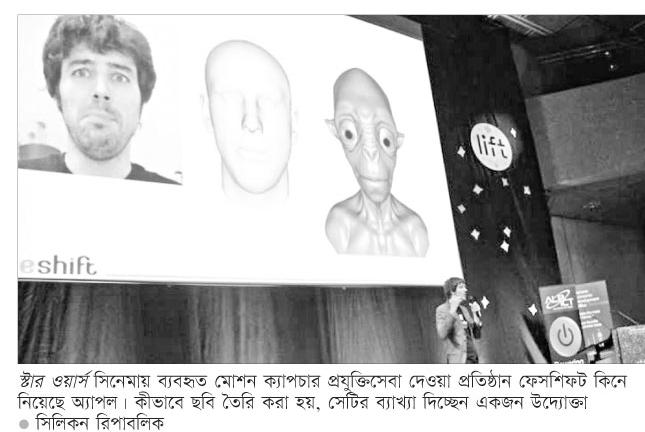 lift
eshift
স্টার ওয়ার্স সিনেমায় ব্যবহৃত মোশন ক্যাপচার প্রযুক্তিসেবা দেওয়া প্রতিষ্ঠান ফেসশিফট কিনে
নিয়েছে অ্যাপল। কীভাবে ছবি তৈরি করা হয়, সেটির ব্যাখ্যা দিচ্ছেন একজন উদ্যোক্তা
● সিলিকন রিপাবলিক